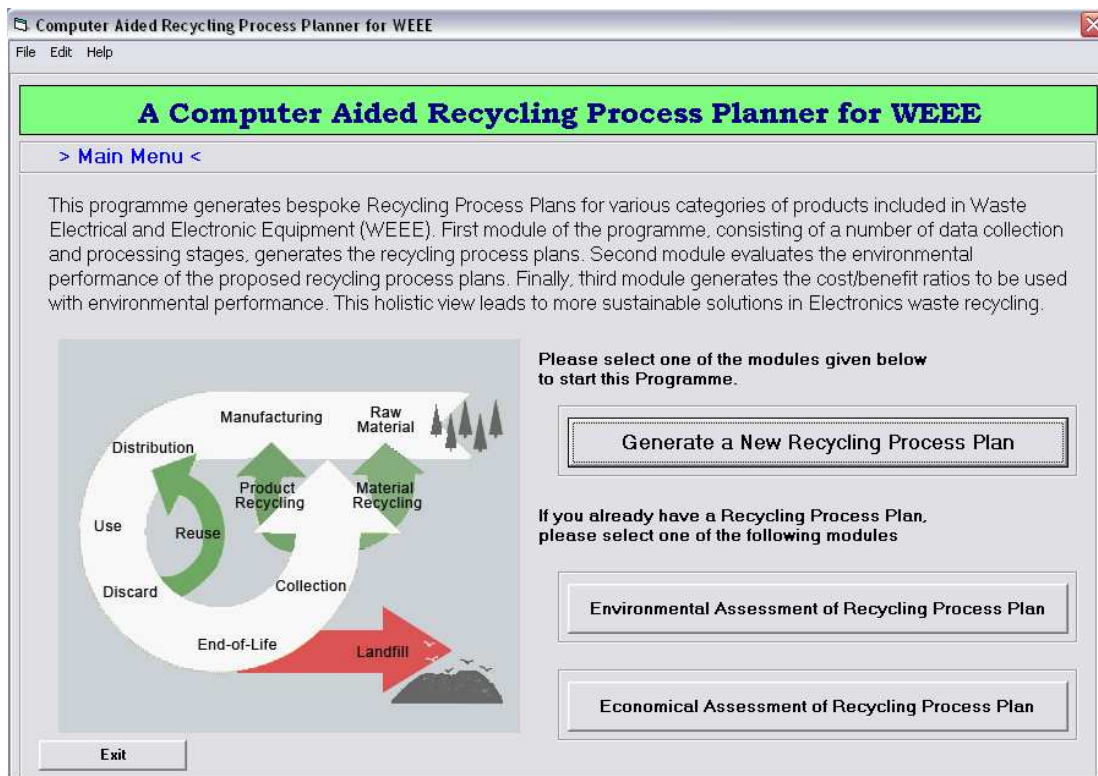 Computer Aided Recycling Process Planner for WEEE
File Edit Help
A Computer Aided Recycling Process Planner for WEEE
> Main Menu <
This programme generates bespoke Recycling Process Plans for various categories of products included in Waste
Electrical and Electronic Equipment (WEEE). First module of the programme, consisting of a number of data collection
and processing stages, generates the recycling process plans. Second module evaluates the environmental
performance of the proposed recycling process plans. Finally, third module generates the cost/benefit ratios to be used
with environmental performance. This holistic view leads to more sustainable solutions in Electronics waste recycling.
Manufacturing
Raw
Material
Distribution
Product
Recycling
Material
Recycling
Use
Reuse
Discard
Collection
End-of-Life
Landfill
Please select one of the modules given below
to start this Programme.
Generate a New Recycling Process Plan
If you already have a Recycling Process Plan,
please select one of the following modules
Environmental Assessment of Recycling Process Plan
Economical Assessment of Recycling Process Plan
Exit